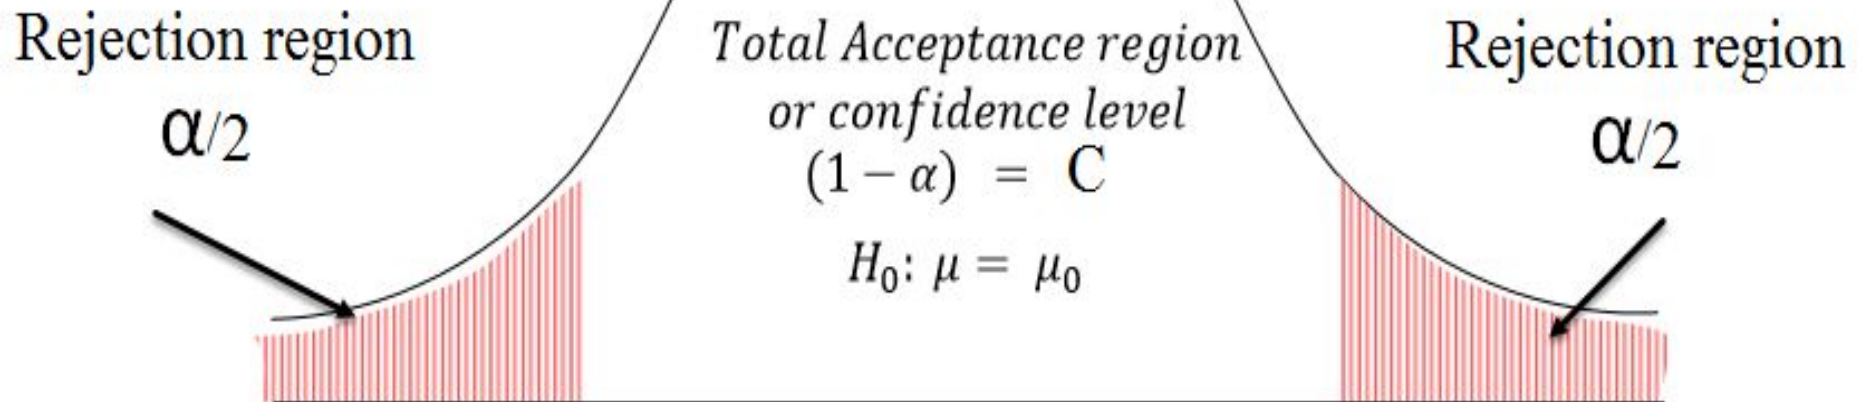 Rejection region
α/2
Total Acceptance region
or confidence level
(1 − α) = C
H₀: μ = μ₀
Rejection region
α/2